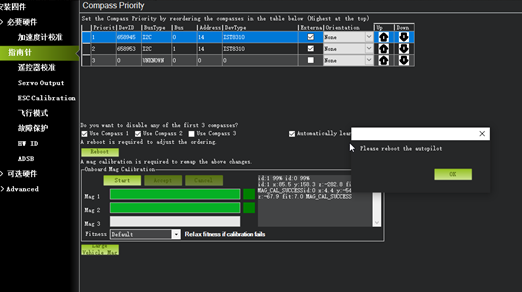 安装固件
必要硬件
加速度计校准
指南针
遥控器校准
Servo Output
ESC Calibration
飞行模式
故障保护
HW ID
ADSB
可选硬件
Advanced
Compass Priority
Set the Compass Priority by reordering the compasses in the table below (Highest at the top)
Priority DevID BusType Bus Address DevType Externa Orientation Up Down
1 658945 I2C 0 14 IST8310 None
2 658953 I2C 1 14 IST8310 None
3 0 UNKNOWN 0 0 None
Do you want to disable any of the first 3 compasses?
Use Compass 1 Use Compass 2 Use Compass 3 Automatically lear
A reboot is required to adjust the ordering.
Reboot
A mag calibration is required to remap the above changes.
Onboard Mag Calibration
Start Accept Cancel
Mag 1
Mag 2
Mag 3
id:1 99% id:0 99%
id:1 x:85.5 y:150.3 z:-282.8 fi
MAG_CAL_SUCCESSid:0 x:4.4 y:-54
z:-67.9 fit:7.0 MAG_CAL_SUCCESS
Fitness Default Relax fitness if calibration fails
Large
Vehicle Mag
Please reboot the autopilot
OK